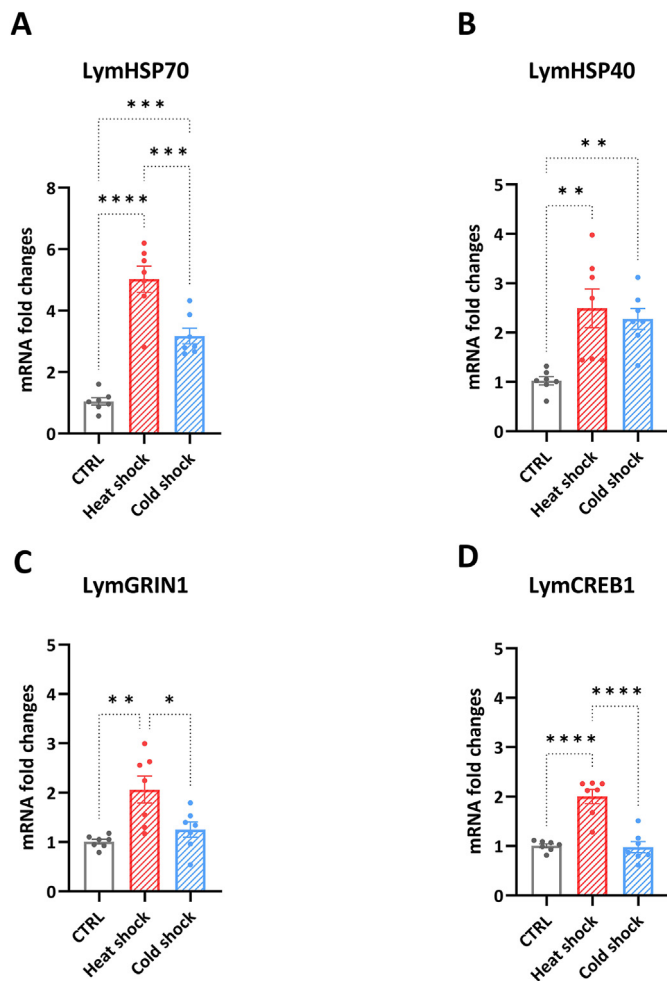 A
LymHSP70
* * *
* * *
* * * *
mRNA fold changes
8
6
4
2
0
CTRL
Heat shock
Cold shock
B
LymHSP40
* *
* *
mRNA fold changes
5
4
3
2
1
0
CTRL
Heat shock
Cold shock
C
LymGRIN1
* *
*
mRNA fold changes
5
4
3
2
1
0
CTRL
Heat shock
Cold shock
D
LymCREB1
* * * *
* * * *
mRNA fold changes
5
4
3
2
1
0
CTRL
Heat shock
Cold shock